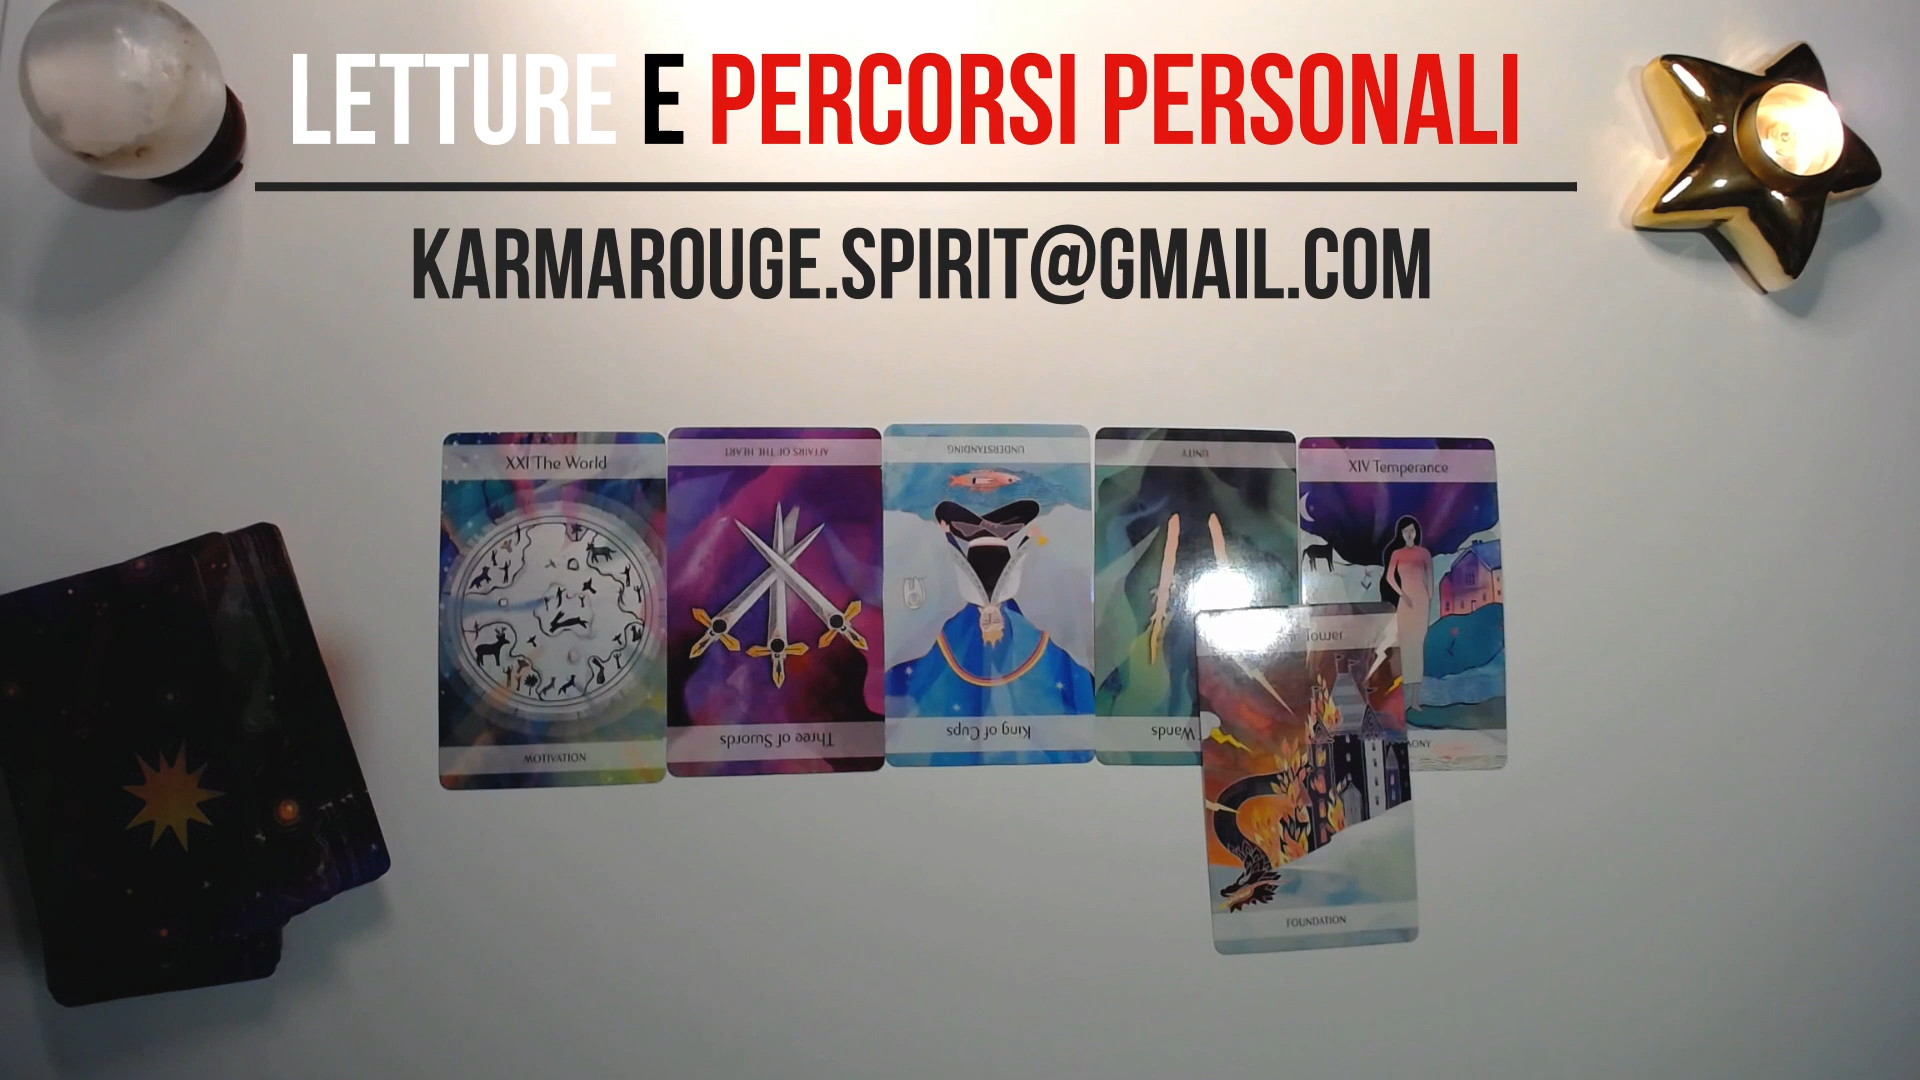 LETTURE E PERCORSI PERSONALI
KARMAROUGE.SPIRIT@GMAIL.COM
XXI The World
AFFAIRS OF THE HEART
UNDERSTANDING
UNITY
XIV Temperance
MOTIVATION
Three of Swords
King of Cups
Wands
FOUNDATION